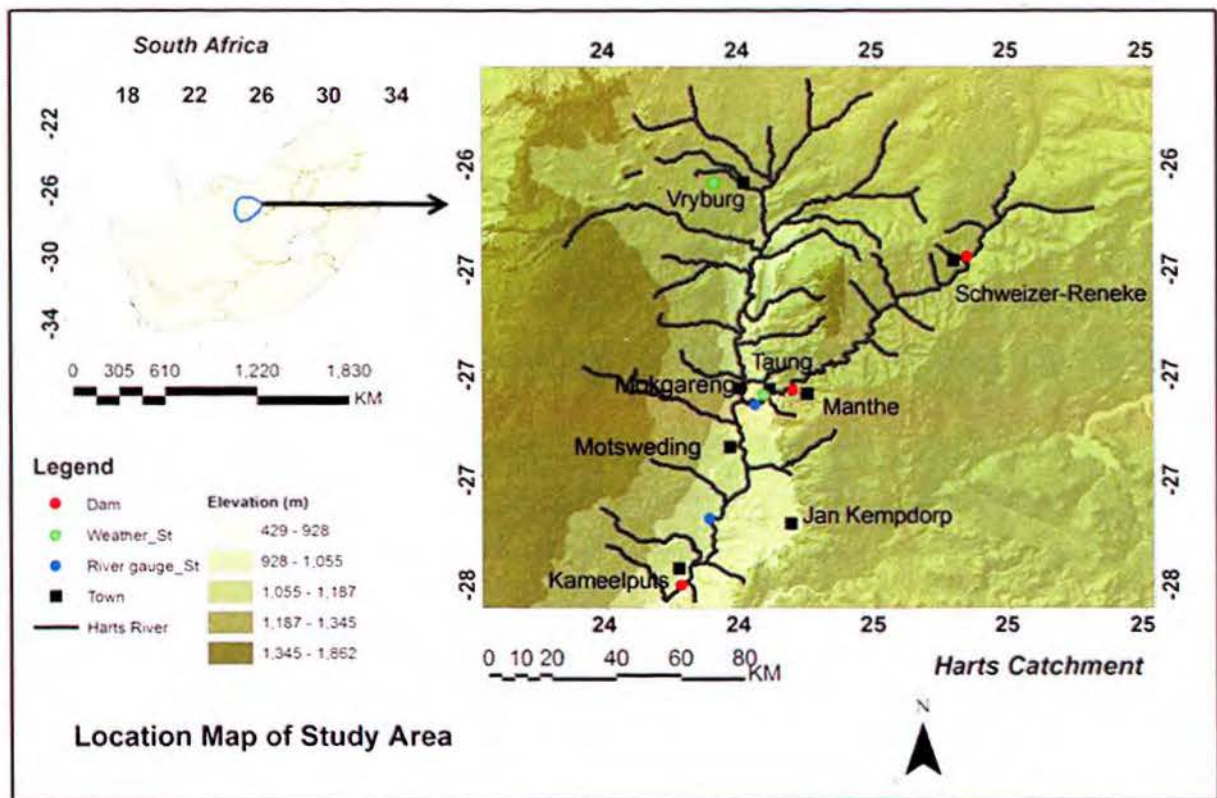 South Africa
18 22 26 30 34
-22
-26
-30
-34
0 305 610 1,220 1,830
KM
Legend
Dam
Weather_St
River gauge_St
Town
Harts River
Elevation (m)
429 - 928
928 - 1,055
1,055 - 1,187
1,187 - 1,345
1,345 - 1,862
24 24 25 25 25
-26
-27
-27
-27
-28
Vryburg
Schweizer-Reneke
Taung
Mokgareng
Manthe
Motsweding
Jan Kempdorp
Kameelputs
-26
-27
-27
-27
-28
24 24 25 25 25
0 10 20 40 60 80
KM
Harts Catchment
N
Location Map of Study Area